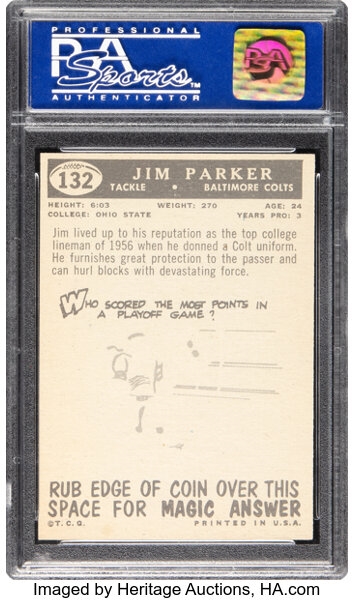 PROFESSIONAL
PSA
Sports™
AUTHENTICATOR
PSA
132
JIM PARKER
TACKLE • BALTIMORE COLTS
HEIGHT: 6:03 WEIGHT: 270 AGE: 24
COLLEGE: OHIO STATE YEARS PRO: 3
Jim lived up to his reputation as the top college
lineman of 1956 when he donned a Colt uniform.
He furnishes great protection to the passer and
can hurl blocks with devastating force.
WHO SCORED THE MOST POINTS IN
A PLAYOFF GAME?
RUB EDGE OF COIN OVER THIS
SPACE FOR MAGIC ANSWER
©T.C.G. PRINTED IN U.S.A.
Imaged by Heritage Auctions, HA.com